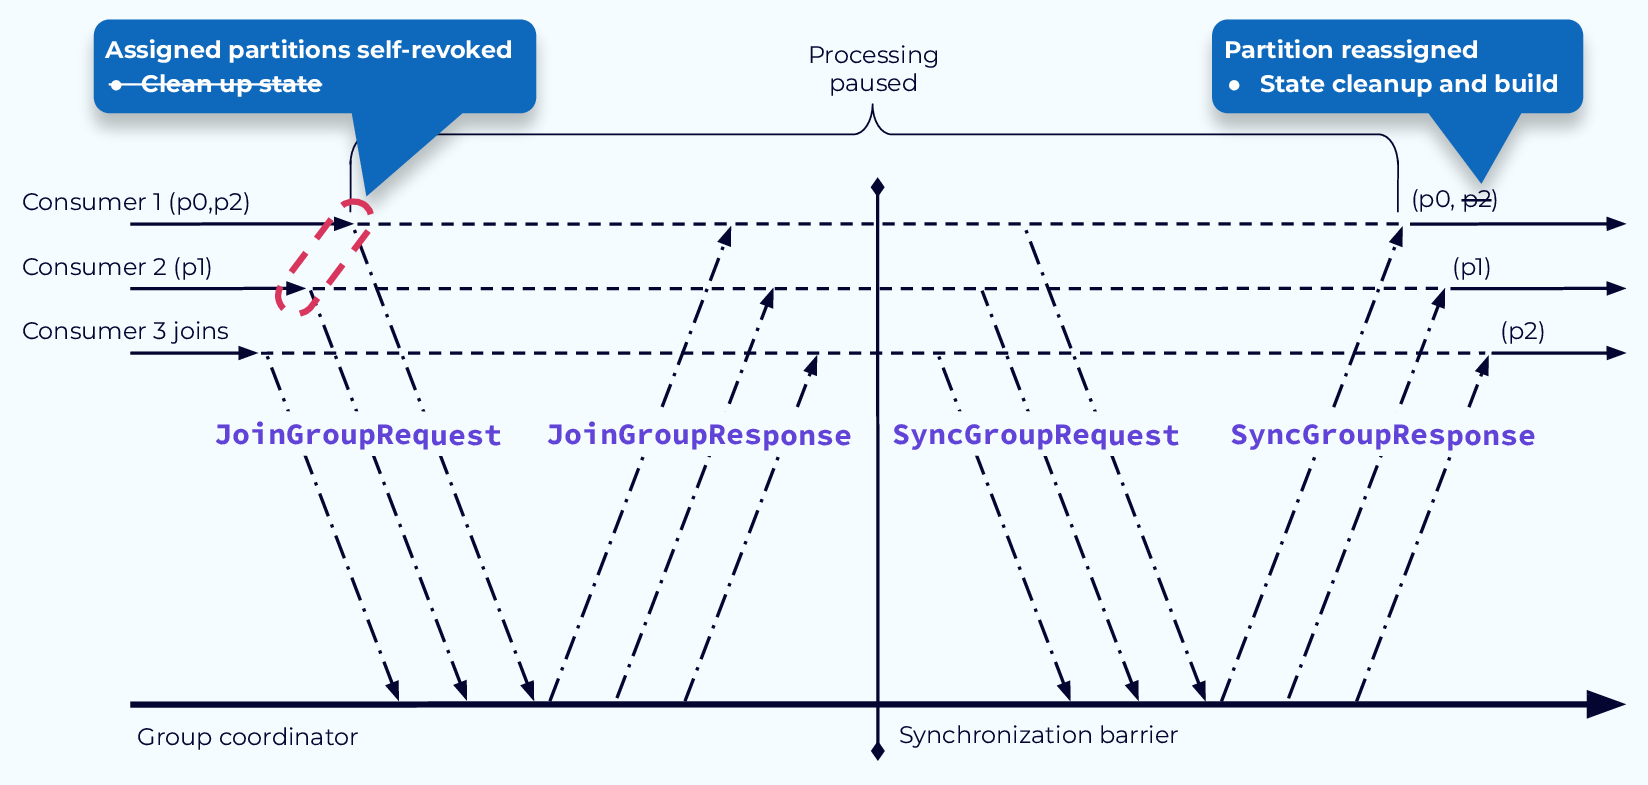 Assigned partitions self-revoked
● Clean up state
Processing
paused
Partition reassigned
● State cleanup and build
Consumer 1 (p0,p2)
(p0, p2)
Consumer 2 (p1)
(p1)
Consumer 3 joins
(p2)
JoinGroupRequest
JoinGroupResponse
SyncGroupRequest
SyncGroupResponse
Group coordinator
Synchronization barrier